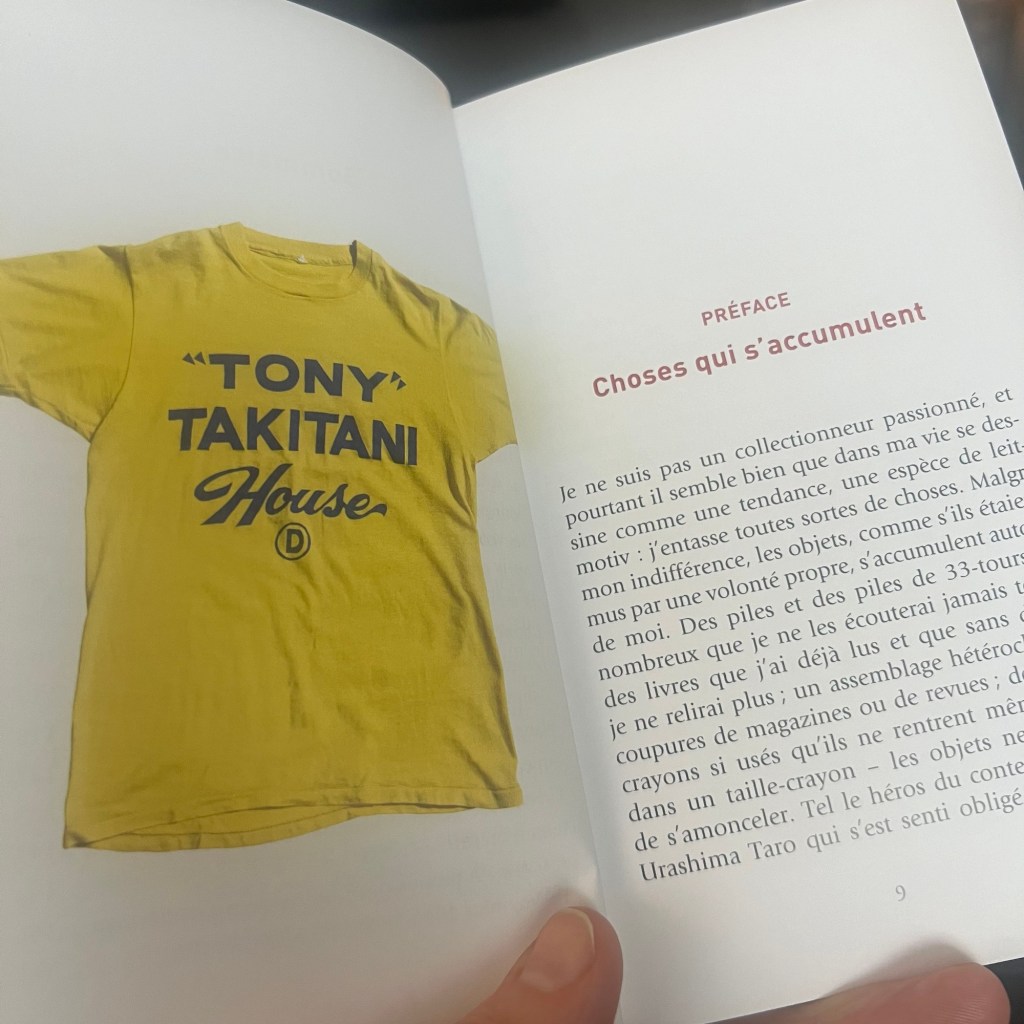 “TONY”
TAKITANI
House
D
PRÉFACE
Choses qui s’accumulent
Je ne suis pas un collectionneur passionné, et
pourtant il semble bien que dans ma vie se des-
sine comme une tendance, une espèce de leit-
motiv : j’entasse toutes sortes de choses. Malgr
mon indifférence, les objets, comme s’ils étaie
mus par une volonté propre, s’accumulent auto
de moi. Des piles et des piles de 33-tours
nombreux que je ne les écouterai jamais t
des livres que j’ai déjà lus et que sans
je ne relirai plus ; un assemblage hétéroc
coupures de magazines ou de revues ; de
crayons si usés qu’ils ne rentrent mêm
dans un taille-crayon – les objets ne
de s’amonceler. Tel le héros du conte
Urashima Taro qui s’est senti obligé
9